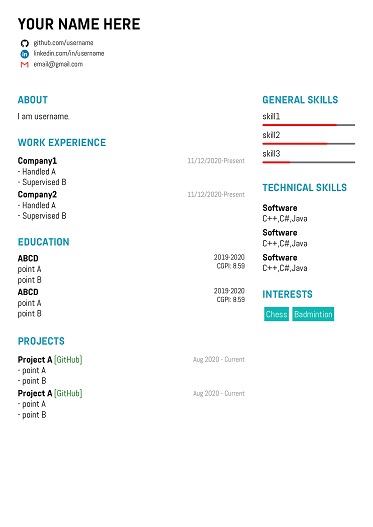 YOUR NAME HERE
github.com/username
linkedin.com/in/username
email@gmail.com
ABOUT
I am username.
WORK EXPERIENCE
Company1 11/12/2020-Present
- Handled A
- Supervised B
Company2 11/12/2020-Present
- Handled A
- Supervised B
EDUCATION
ABCD 2019-2020
point A CGPI: 8.59
point B
ABCD 2019-2020
point A CGPI: 8.59
point B
PROJECTS
Project A [GitHub] Aug 2020 - Current
- point A
- point B
Project A [GitHub] Aug 2020 - Current
- point A
- point B
GENERAL SKILLS
skill1
skill2
skill3
TECHNICAL SKILLS
Software
C++,C#,Java
Software
C++,C#,Java
Software
C++,C#,Java
INTERESTS
Chess Badmintion